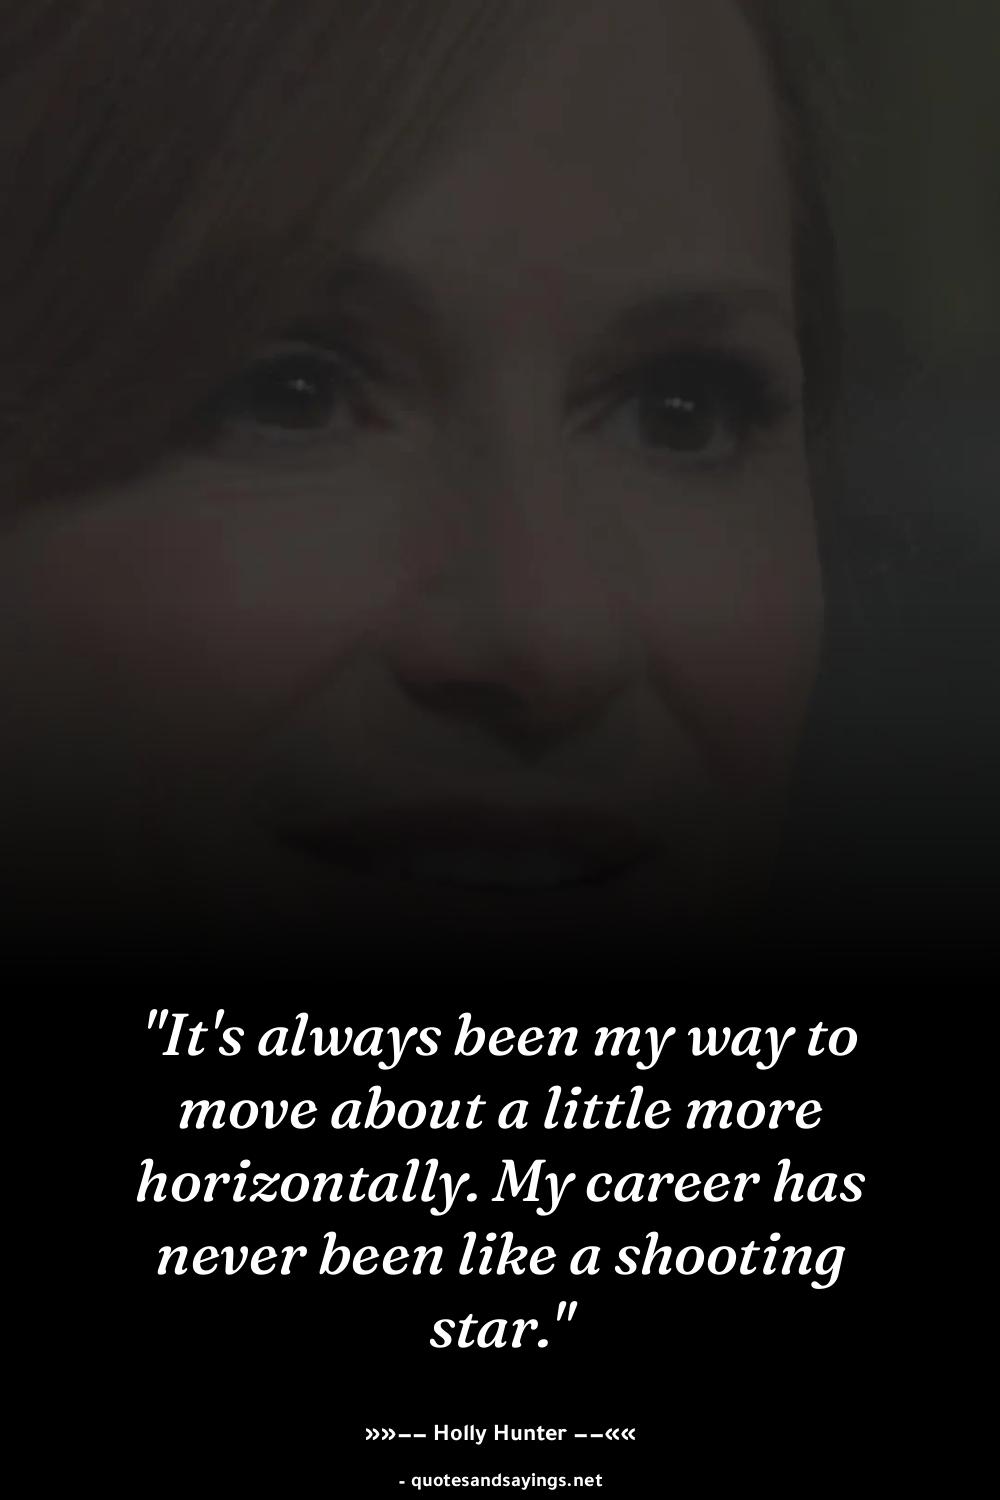 "It's always been my way to
move about a little more
horizontally. My career has
never been like a shooting
star."
»»−− Holly Hunter −−««
- quotesandsayings.net